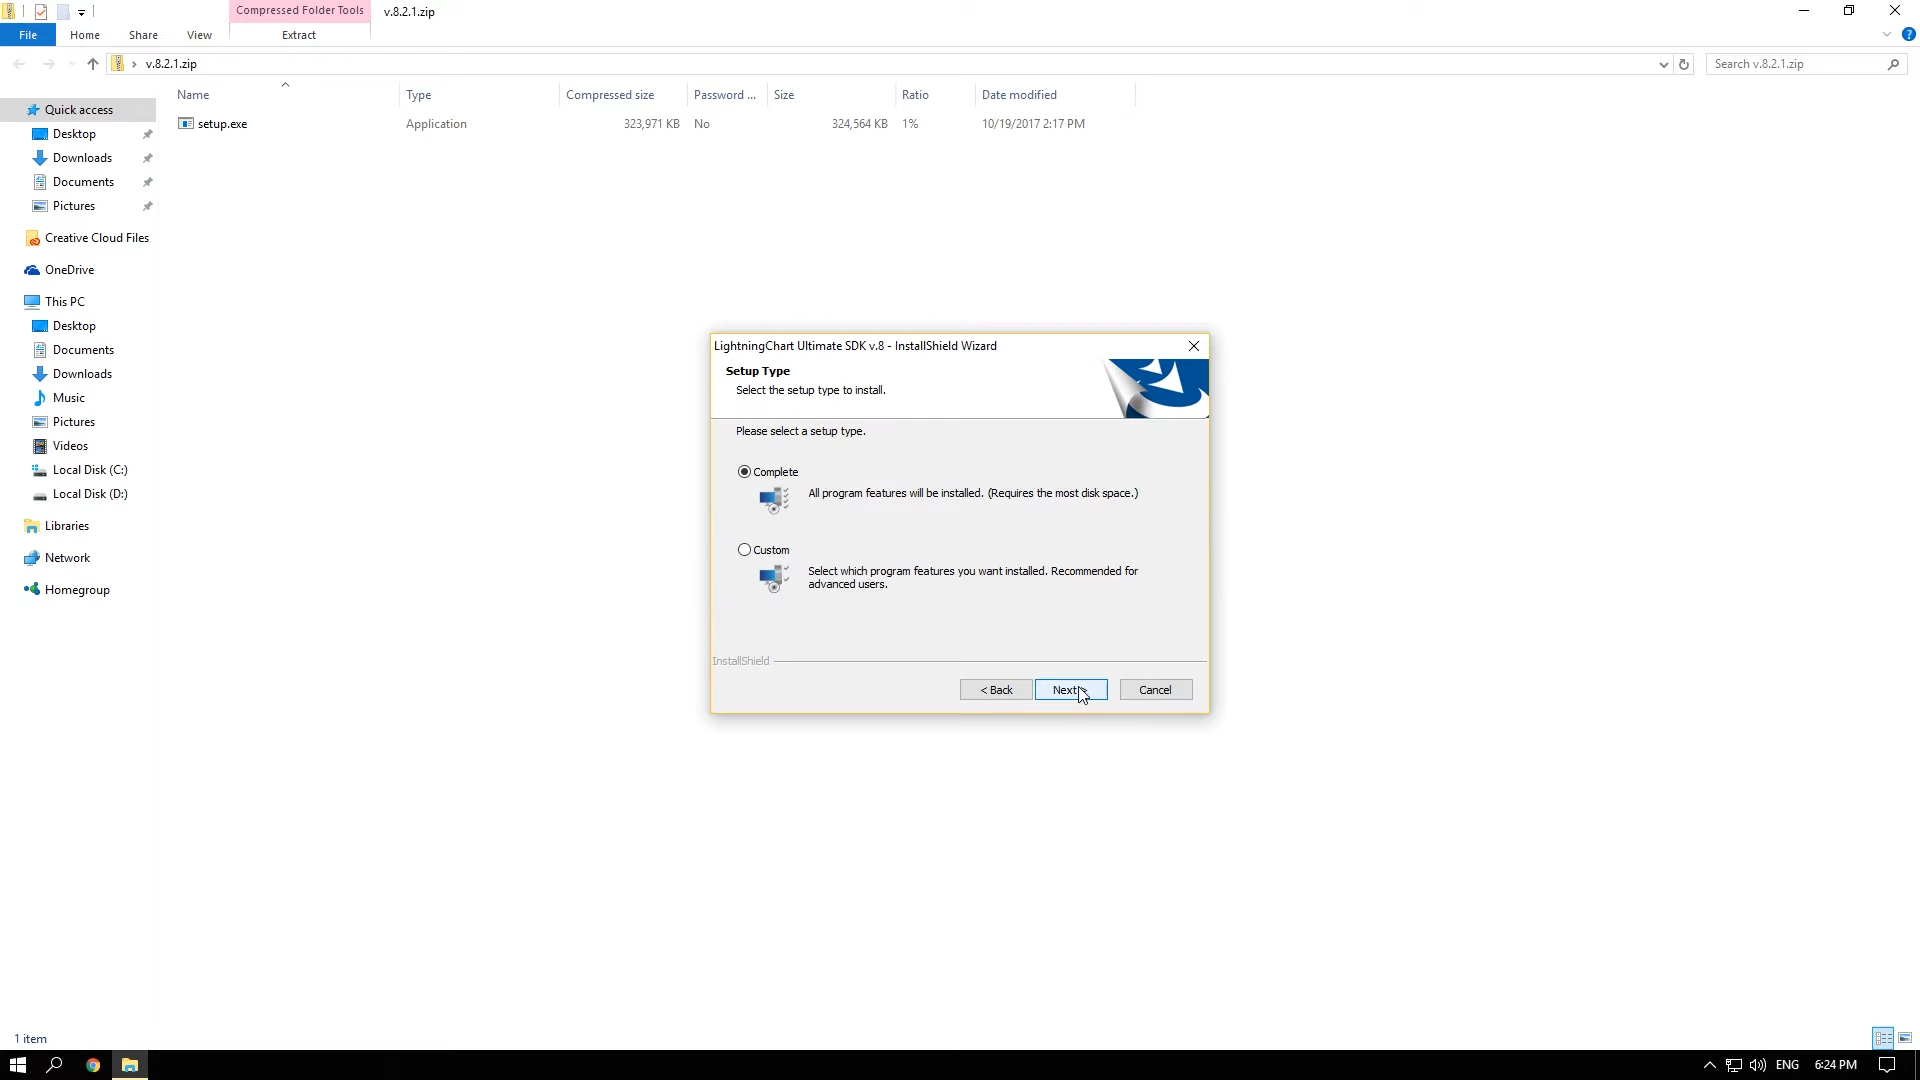 Compressed Folder Tools
v.8.2.1.zip
File
Home
Share
View
Extract
v.8.2.1.zip
Search v.8.2.1.zip
Name
Type
Compressed size
Password ...
Size
Ratio
Date modified
setup.exe
Application
323,971 KB
No
324,564 KB
1%
10/19/2017 2:17 PM
Quick access
Desktop
Downloads
Documents
Pictures
Creative Cloud Files
OneDrive
This PC
Desktop
Documents
Downloads
Music
Pictures
Videos
Local Disk (C:)
Local Disk (D:)
Libraries
Network
Homegroup
LightningChart Ultimate SDK v.8 - InstallShield Wizard
Setup Type
Select the setup type to install.
Please select a setup type.
Complete
All program features will be installed. (Requires the most disk space.)
Custom
Select which program features you want installed. Recommended for
advanced users.
InstallShield
< Back
Next >
Cancel
1 item
ENG
6:24 PM